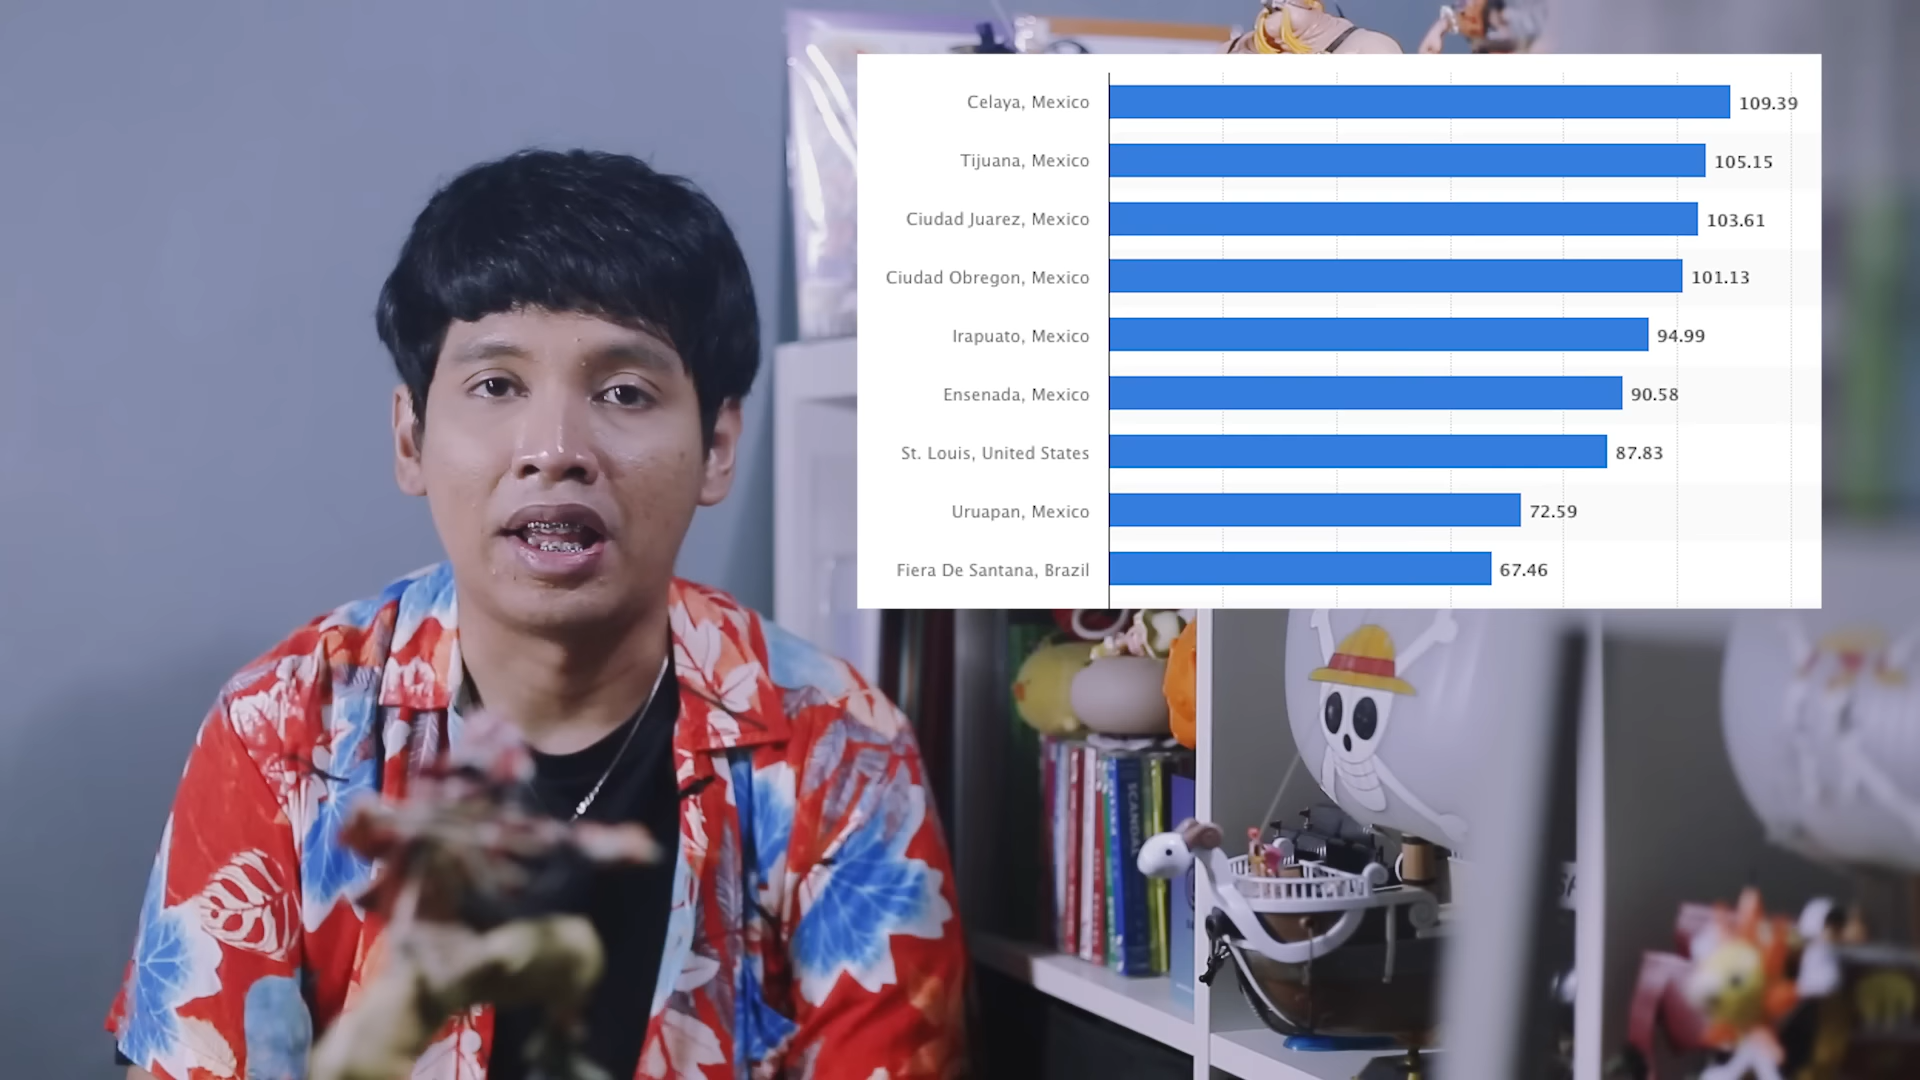 Celaya, Mexico 109.39
Tijuana, Mexico 105.15
Ciudad Juarez, Mexico 103.61
Ciudad Obregon, Mexico 101.13
Irapuato, Mexico 94.99
Ensenada, Mexico 90.58
St. Louis, United States 87.83
Uruapan, Mexico 72.59
Fiera De Santana, Brazil 67.46
SCANDAL